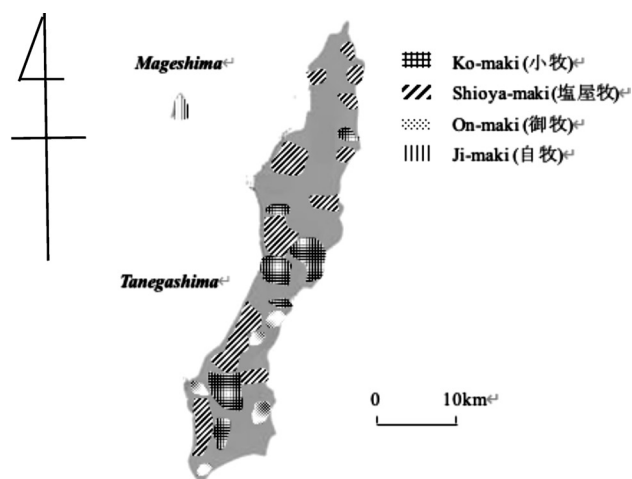 Mageshima↵
Ko-maki (小牧)↵
Shioya-maki (塩屋牧)↵
On-maki (御牧)↵
Ji-maki (自牧)↵
Tanegashima↵
0 10km↵